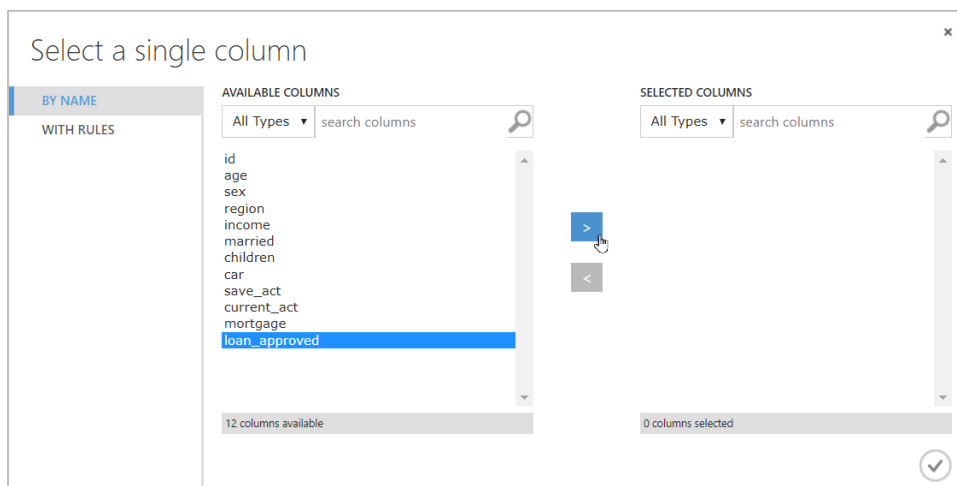 ×
Select a single column
BY NAME
WITH RULES
AVAILABLE COLUMNS
All Types ▼ search columns
id
age
sex
region
income
married
children
car
save_act
current_act
mortgage
loan_approved
12 columns available
>
<
SELECTED COLUMNS
All Types ▼ search columns
0 columns selected